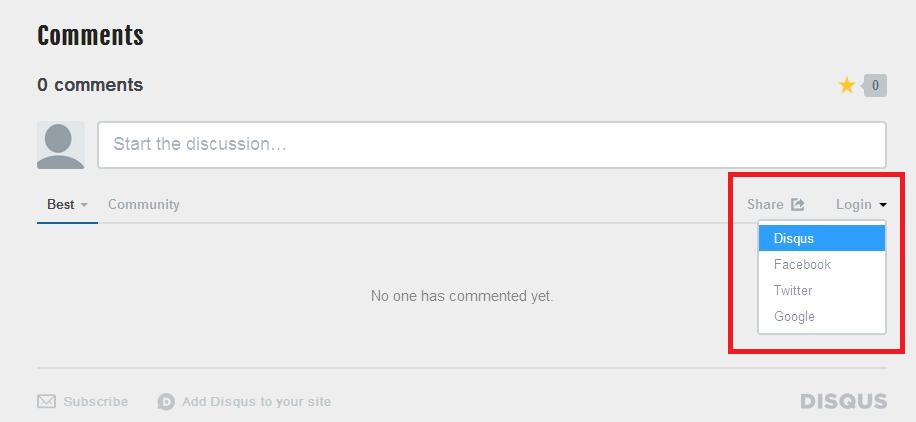 Comments
0 comments
0
Start the discussion…
Best Community Share Login
Disqus
Facebook
Twitter
Google
No one has commented yet.
Subscribe Add Disqus to your site DISQUS